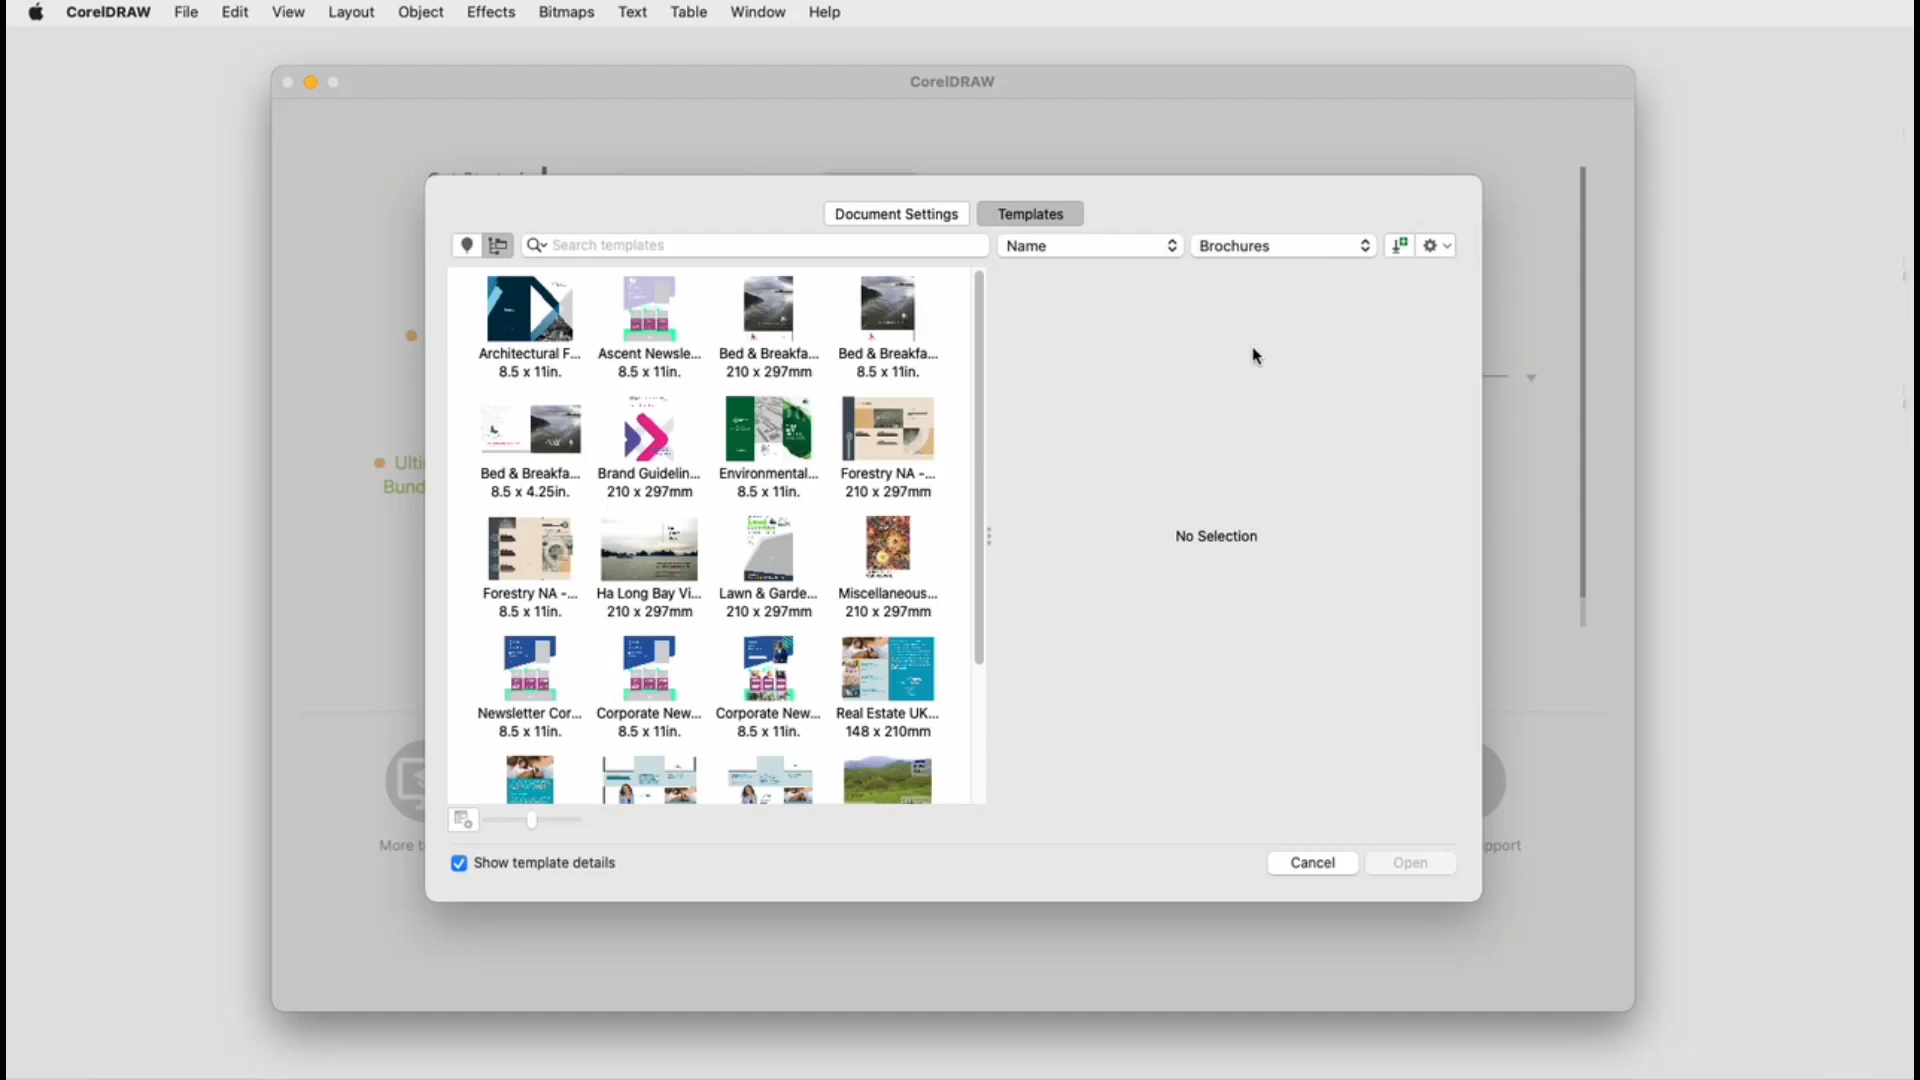 CorelDRAW File Edit View Layout Object Effects Bitmaps Text Table Window Help
CorelDRAW
Document Settings Templates
Search templates Name Brochures
Architectural F... Ascent Newsle... Bed & Breakfa... Bed & Breakfa...
8.5 x 11in. 8.5 x 11in. 210 x 297mm 8.5 x 11in.
Bed & Breakfa... Brand Guidelin... Environmental... Forestry NA -...
8.5 x 4.25in. 210 x 297mm 8.5 x 11in. 210 x 297mm
No Selection
Forestry NA -... Ha Long Bay Vi... Lawn & Garde... Miscellaneous...
8.5 x 11in. 210 x 297mm 210 x 297mm 210 x 297mm
Newsletter Cor... Corporate New... Corporate New... Real Estate UK...
8.5 x 11in. 8.5 x 11in. 8.5 x 11in. 148 x 210mm
Ulti
Bund
More t
pport
Show template details Cancel Open